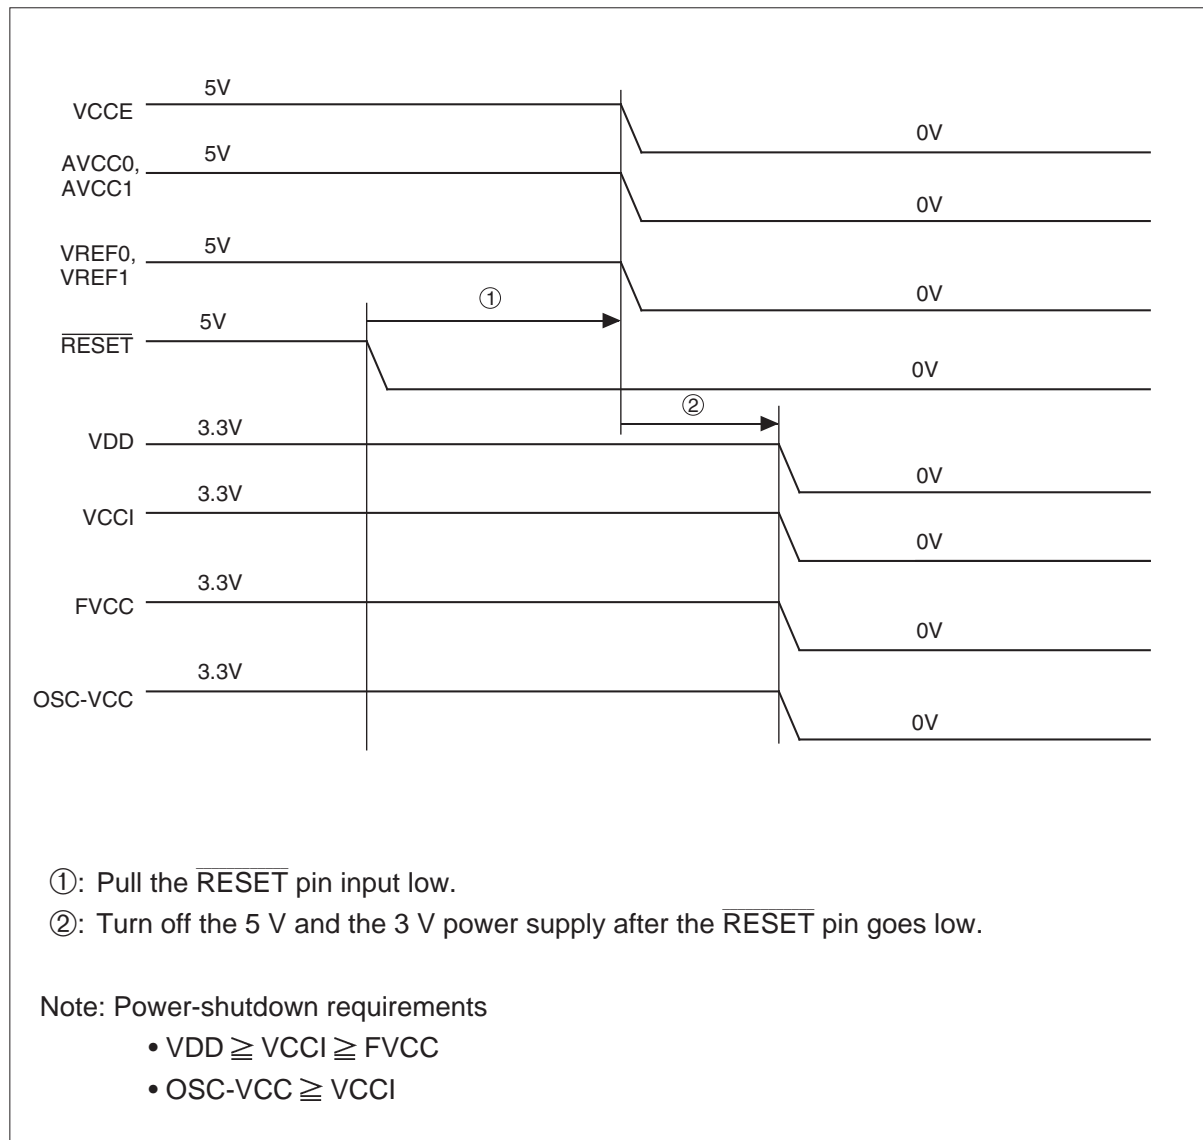 5V
VCCE
0V
5V
AVCC0,
AVCC1
0V
5V
VREF0,
VREF1
0V
①
5V
RESET
0V
②
3.3V
VDD
0V
3.3V
VCCI
0V
3.3V
FVCC
0V
3.3V
OSC-VCC
0V
①: Pull the RESET pin input low.
②: Turn off the 5 V and the 3 V power supply after the RESET pin goes low.
Note: Power-shutdown requirements
• VDD ≧ VCCI ≧ FVCC
• OSC-VCC ≧ VCCI